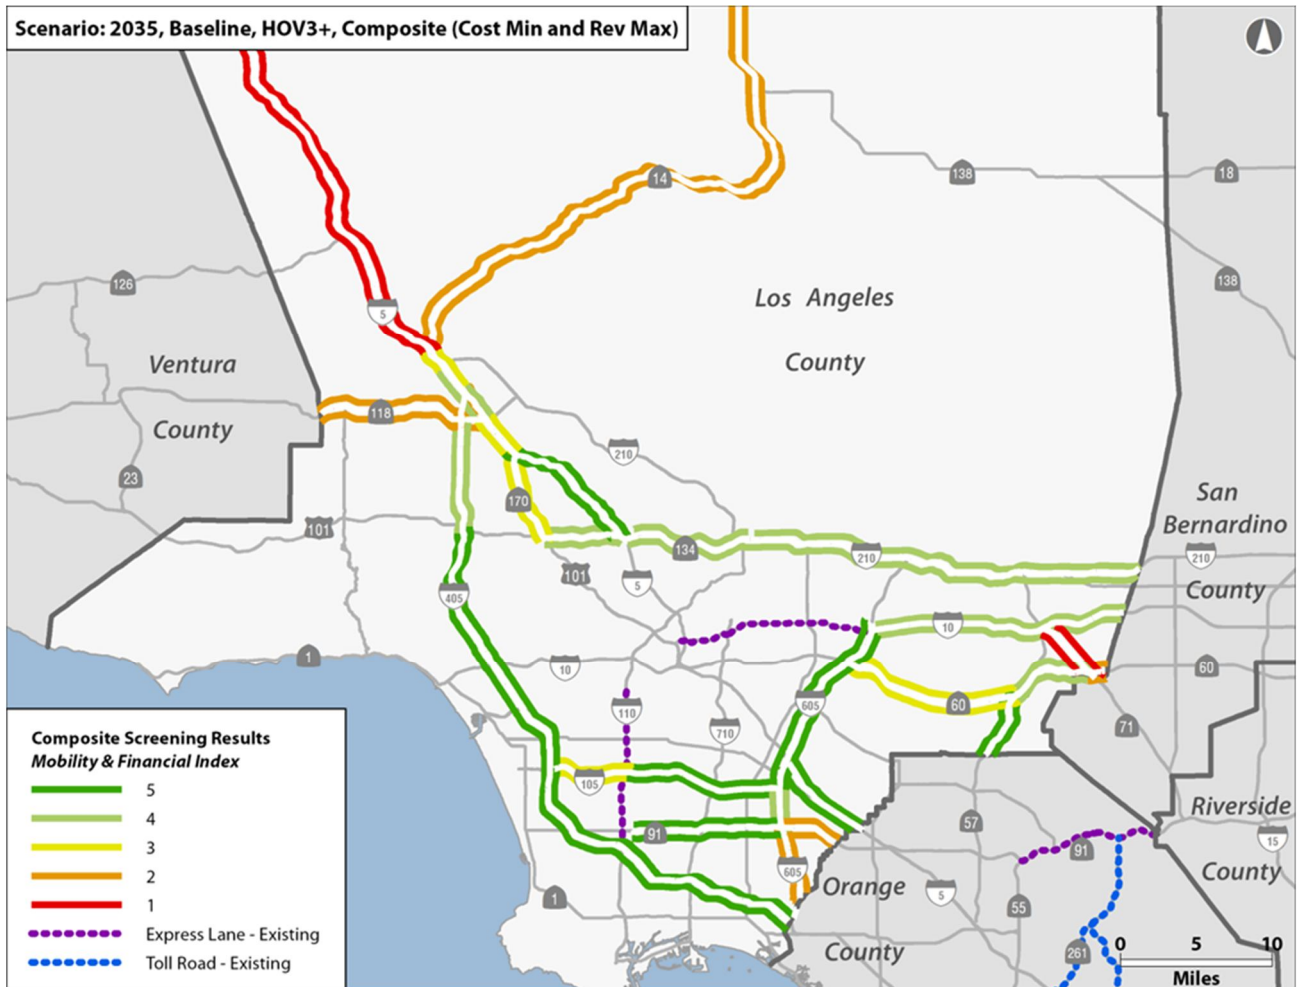 Scenario: 2035, Baseline, HOV3+, Composite (Cost Min and Rev Max)
14
138
18
126
138
Los Angeles
County
5
Ventura
County
118
210
23
170
San
Bernardino
101
134
210
210
101
5
County
405
10
1
10
60
605
60
110
71
710
105
Riverside
57
91
91
15
605
County
Orange
5
55
1
County
261
Composite Screening Results
Mobility & Financial Index
5
4
3
2
1
Express Lane - Existing
Toll Road - Existing
0 5 10
Miles